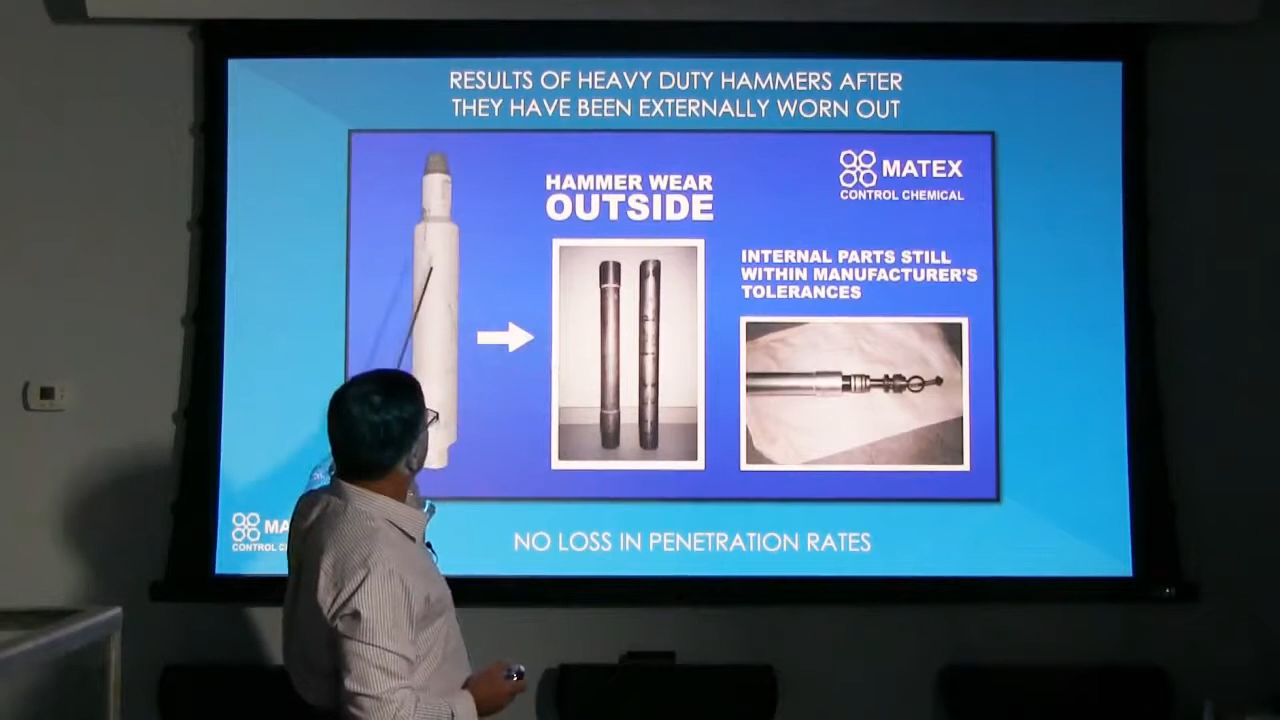 RESULTS OF HEAVY DUTY HAMMERS AFTER
THEY HAVE BEEN EXTERNALLY WORN OUT
MATEX
CONTROL CHEMICAL
HAMMER WEAR
OUTSIDE
INTERNAL PARTS STILL
WITHIN MANUFACTURER'S
TOLERANCES
NO LOSS IN PENETRATION RATES